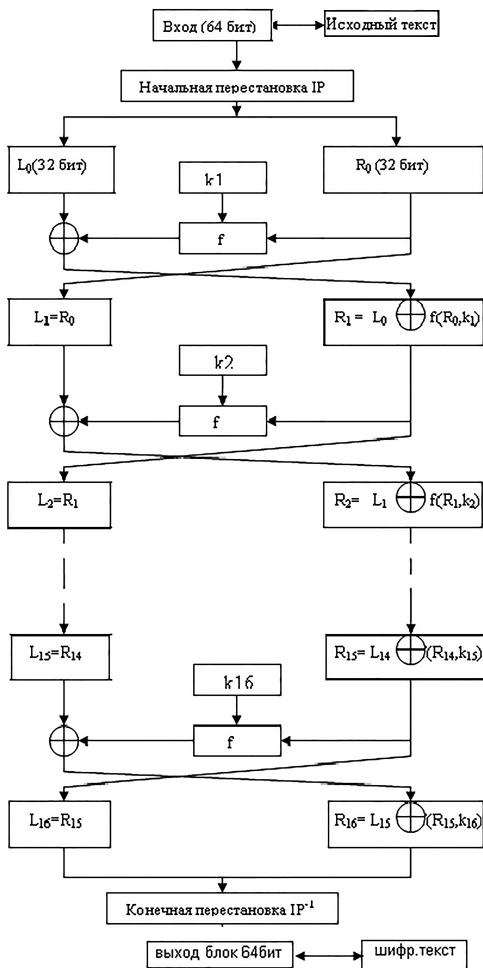 Вход (64 бит)
Исходный текст
Начальная перестановка IP
L₀(32 бит)
R₀ (32 бит)
k1
f
L₁=R₀
R₁ = L₀ ⊕ f(R₀,k₁)
k2
f
L₂=R₁
R₂= L₁ ⊕ f(R₁,k₂)
L₁₅=R₁₄
R₁₅= L₁₄ ⊕ (R₁₄,k₁₅)
k16
f
L₁₆=R₁₅
R₁₆= L₁₅ ⊕ (R₁₅,k₁₆)
Конечная перестановка IP⁻¹
выход блок 64бит
шифр.текст